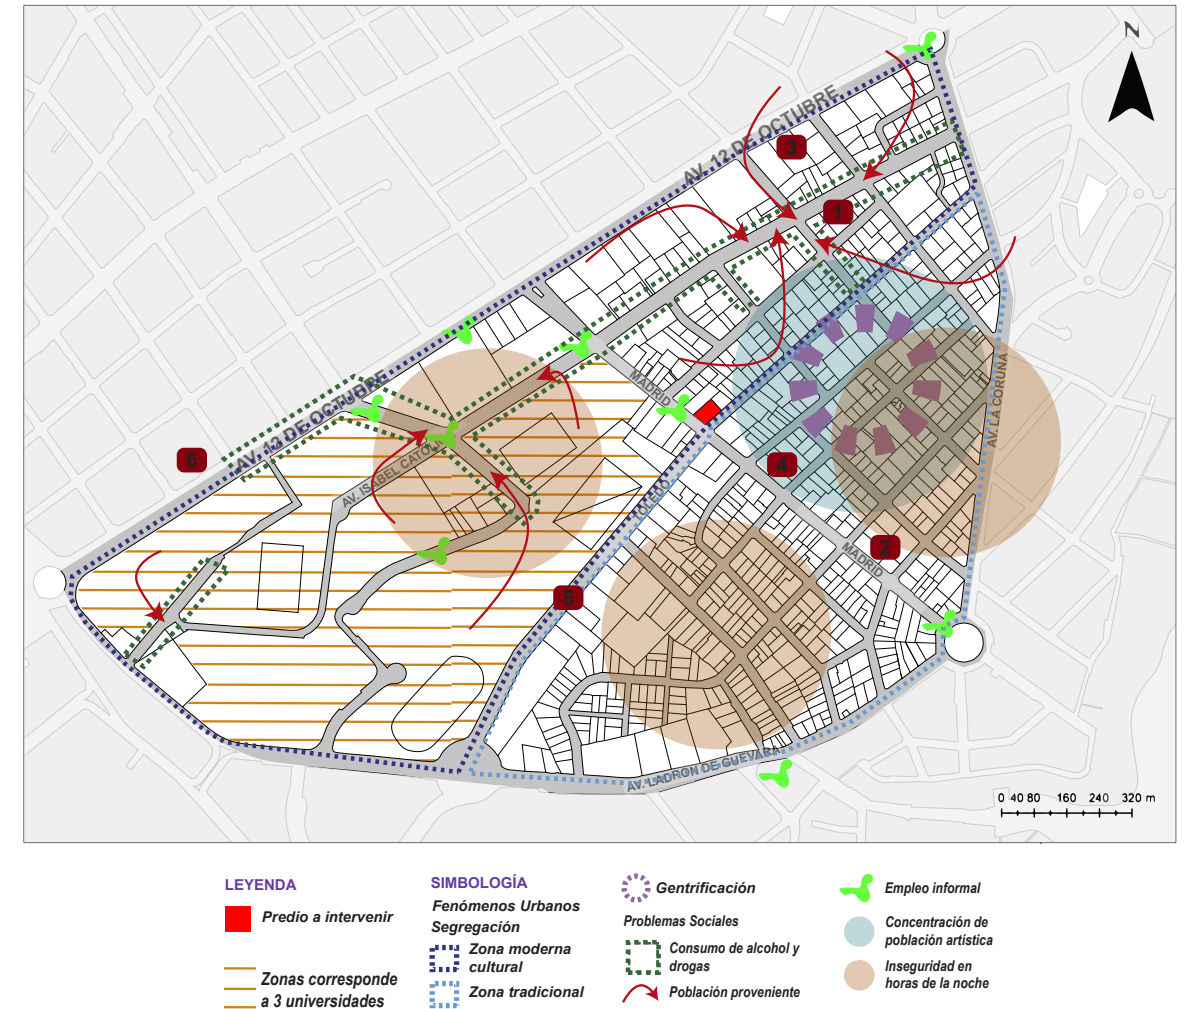 N
AV. 12 DE OCTUBRE
3
1
MADRID
AV. LA CORUÑA
AV. 12 DE OCTUBRE
6
AV. ISABEL CATOLICA
4
TOLEDO
2
MADRID
5
AV. LADRON DE GUEVARA
0 40 80 160 240 320 m
LEYENDA
Predio a intervenir
Zonas corresponde
a 3 universidades
SIMBOLOGÍA
Fenómenos Urbanos
Segregación
Zona moderna
cultural
Zona tradicional
Gentrificación
Problemas Sociales
Consumo de alcohol y
drogas
Población proveniente
Empleo informal
Concentración de
población artística
Inseguridad en
horas de la noche